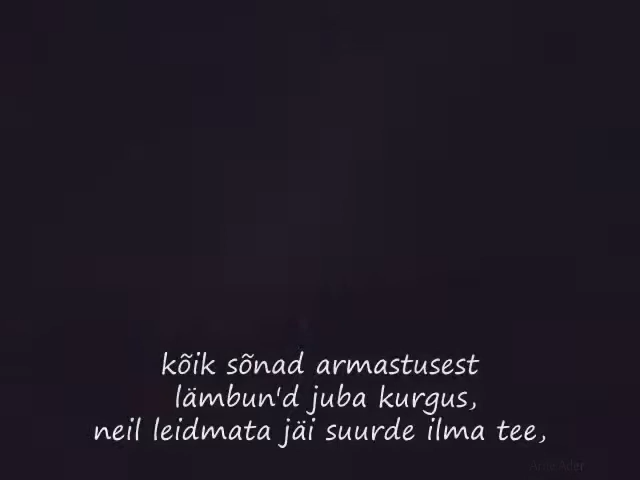 kõik sõnad armastusest
lämbun'd juba kurgus,
neil leidmata jäi suurde ilma tee,